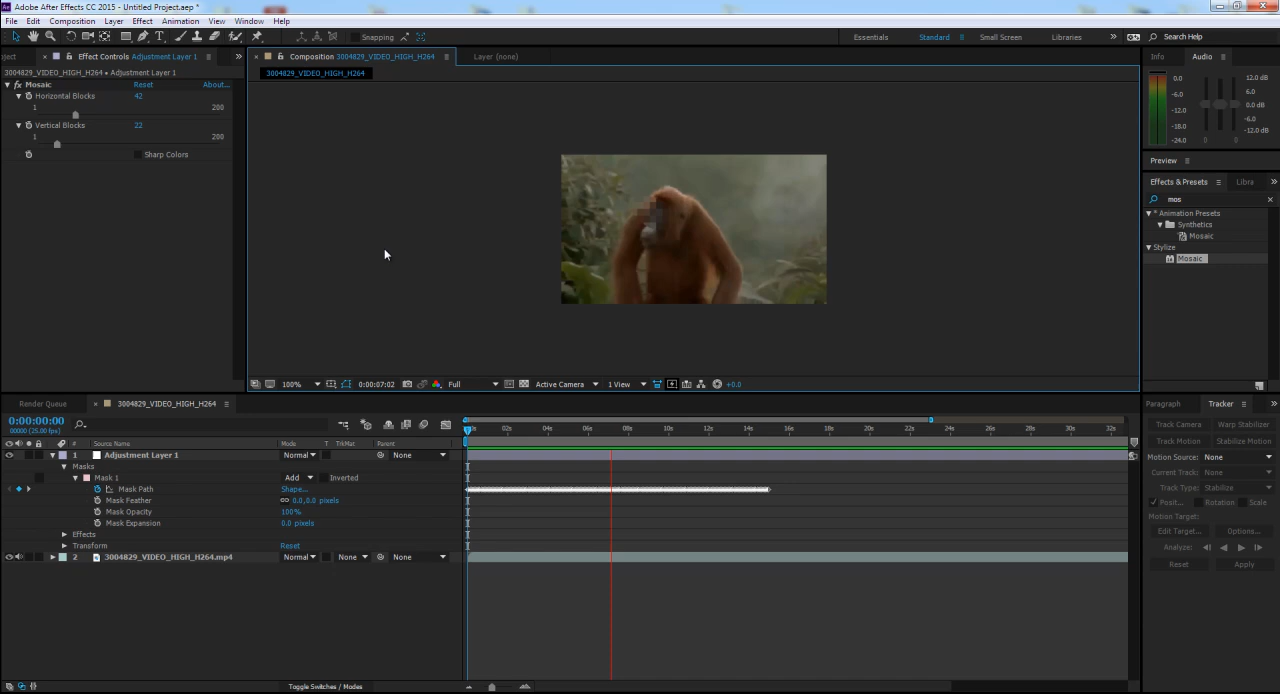 Adobe After Effects CC 2015 - Untitled Project.aep *
File Edit Composition Layer Effect Animation View Window Help
Snapping
Essentials Standard Small Screen Libraries Search Help
oject Effect Controls Adjustment Layer 1
3004829_VIDEO_HIGH_H264 • Adjustment Layer 1
fx Mosaic Reset About...
Horizontal Blocks 42
1 200
Vertical Blocks 22
1 200
Sharp Colors
Composition 3004829_VIDEO_HIGH_H264
Layer (none)
3004829_VIDEO_HIGH_H264
100% 0:00:07:02 Full Active Camera 1 View +0.0
Info Audio
0.0 12.0 dB
-6.0 6.0
-12.0 0.0 dB
-18.0 -6.0
-24.0 -12.0 dB
0 0
Preview
Effects & Presets Libra
mos
* Animation Presets
Synthetics
Mosaic
Stylize
Mosaic
Render Queue 3004829_VIDEO_HIGH_H264
0:00:00:00
00000 (25.00 fps)
# Source Name Mode T TrkMat Parent
1 Adjustment Layer 1 Normal None
Masks
Mask 1 Add Inverted
Mask Path Shape...
Mask Feather 0.0,0.0 pixels
Mask Opacity 100%
Mask Expansion 0.0 pixels
Effects
Transform Reset
2 3004829_VIDEO_HIGH_H264.mp4 Normal None None
Toggle Switches / Modes
02s 04s 06s 08s 10s 12s 14s 16s 18s 20s 22s 24s 26s 28s 30s 32s
Paragraph Tracker
Track Camera Warp Stabilizer
Track Motion Stabilize Motion
Motion Source: None
Current Track: None
Track Type: Stabilize
Posit... Rotation Scale
Motion Target:
Edit Target... Options...
Analyze:
Reset Apply